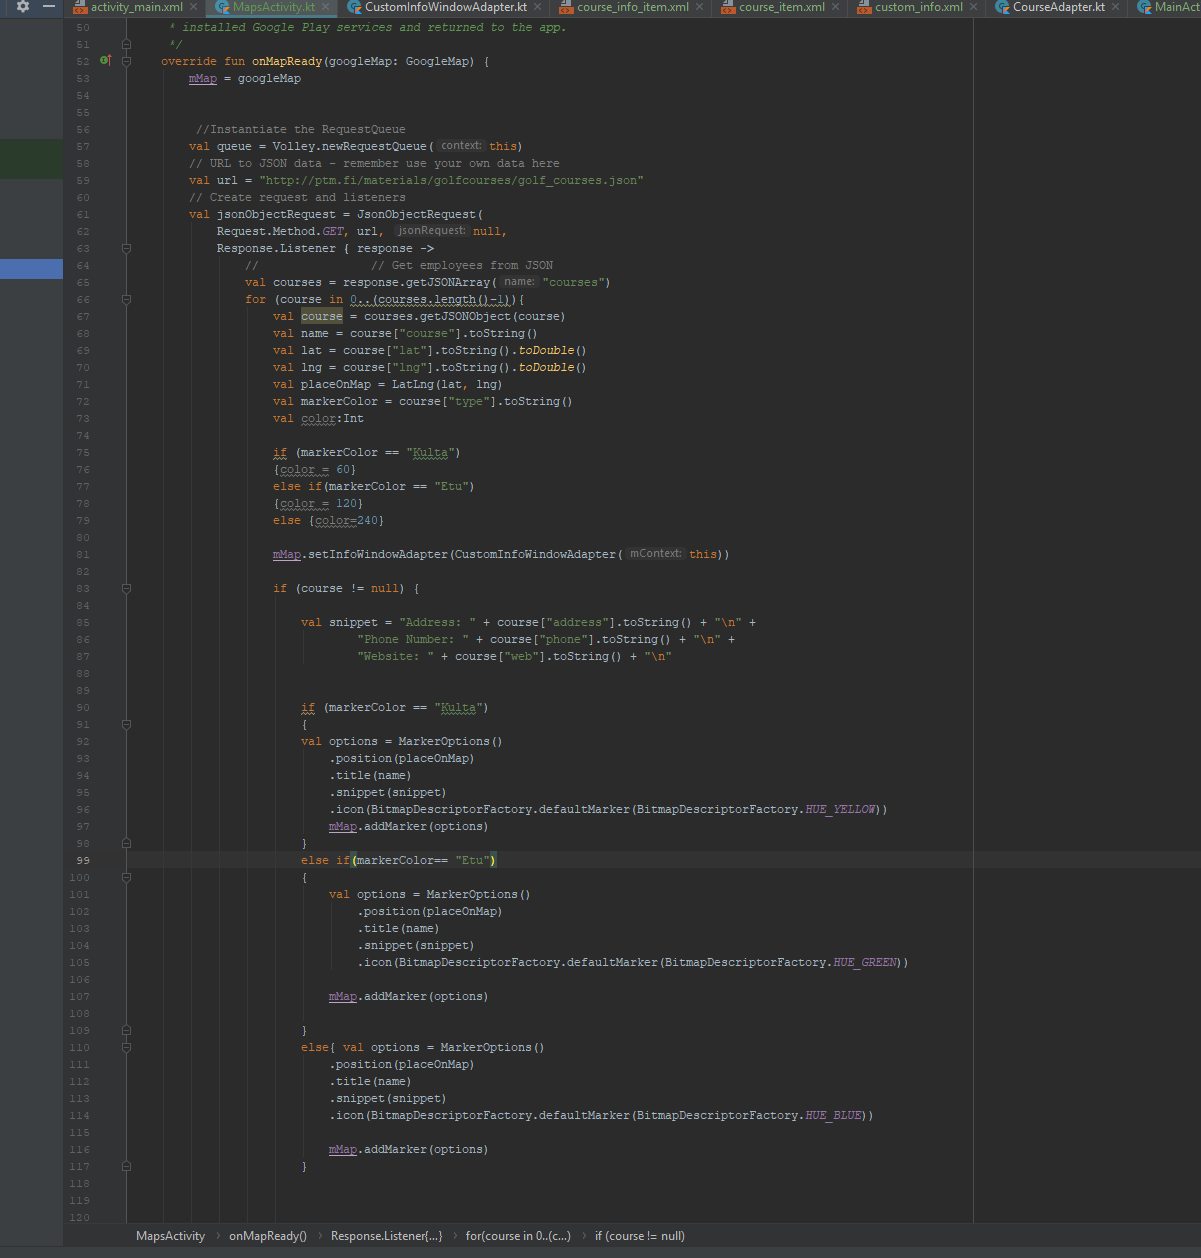 activity_main.xml MapsActivity.kt CustomInfoWindowAdapter.kt course_info_item.xml course_item.xml custom_info.xml CourseAdapter.kt MainAct
50 * installed Google Play services and returned to the app.
51 */
52 override fun onMapReady(googleMap: GoogleMap) {
53 mMap = googleMap
54
55
56 //Instantiate the RequestQueue
57 val queue = Volley.newRequestQueue( context: this)
58 // URL to JSON data - remember use your own data here
59 val url = "http://ptm.fi/materials/golfcourses/golf_courses.json"
60 // Create request and listeners
61 val jsonObjectRequest = JsonObjectRequest(
62 Request.Method.GET, url, jsonRequest: null,
63 Response.Listener { response ->
64 // // Get employees from JSON
65 val courses = response.getJSONArray( name: "courses")
66 for (course in 0..(courses.length()-1)){
67 val course = courses.getJSONObject(course)
68 val name = course["course"].toString()
69 val lat = course["lat"].toString().toDouble()
70 val lng = course["lng"].toString().toDouble()
71 val placeOnMap = LatLng(lat, lng)
72 val markerColor = course["type"].toString()
73 val color:Int
74
75 if (markerColor == "Kulta")
76 {color = 60}
77 else if(markerColor == "Etu")
78 {color = 120}
79 else {color=240}
80
81 mMap.setInfoWindowAdapter(CustomInfoWindowAdapter( mContext: this))
82
83 if (course != null) {
84
85 val snippet = "Address: " + course["address"].toString() + "\n" +
86 "Phone Number: " + course["phone"].toString() + "\n" +
87 "Website: " + course["web"].toString() + "\n"
88
89
90 if (markerColor == "Kulta")
91 {
92 val options = MarkerOptions()
93 .position(placeOnMap)
94 .title(name)
95 .snippet(snippet)
96 .icon(BitmapDescriptorFactory.defaultMarker(BitmapDescriptorFactory.HUE_YELLOW))
97 mMap.addMarker(options)
98 }
99 else if(markerColor== "Etu")
100 {
101 val options = MarkerOptions()
102 .position(placeOnMap)
103 .title(name)
104 .snippet(snippet)
105 .icon(BitmapDescriptorFactory.defaultMarker(BitmapDescriptorFactory.HUE_GREEN))
106
107 mMap.addMarker(options)
108
109 }
110 else{ val options = MarkerOptions()
111 .position(placeOnMap)
112 .title(name)
113 .snippet(snippet)
114 .icon(BitmapDescriptorFactory.defaultMarker(BitmapDescriptorFactory.HUE_BLUE))
115
116 mMap.addMarker(options)
117 }
118
119
120
MapsActivity › onMapReady() › Response.Listener{...} › for(course in 0..(c...) › if (course != null)